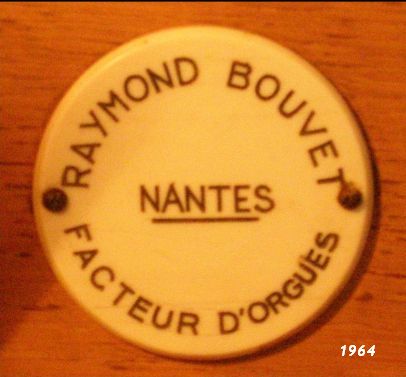 RAYMOND BOUVET
NANTES
FACTEUR D'ORGUES
1964